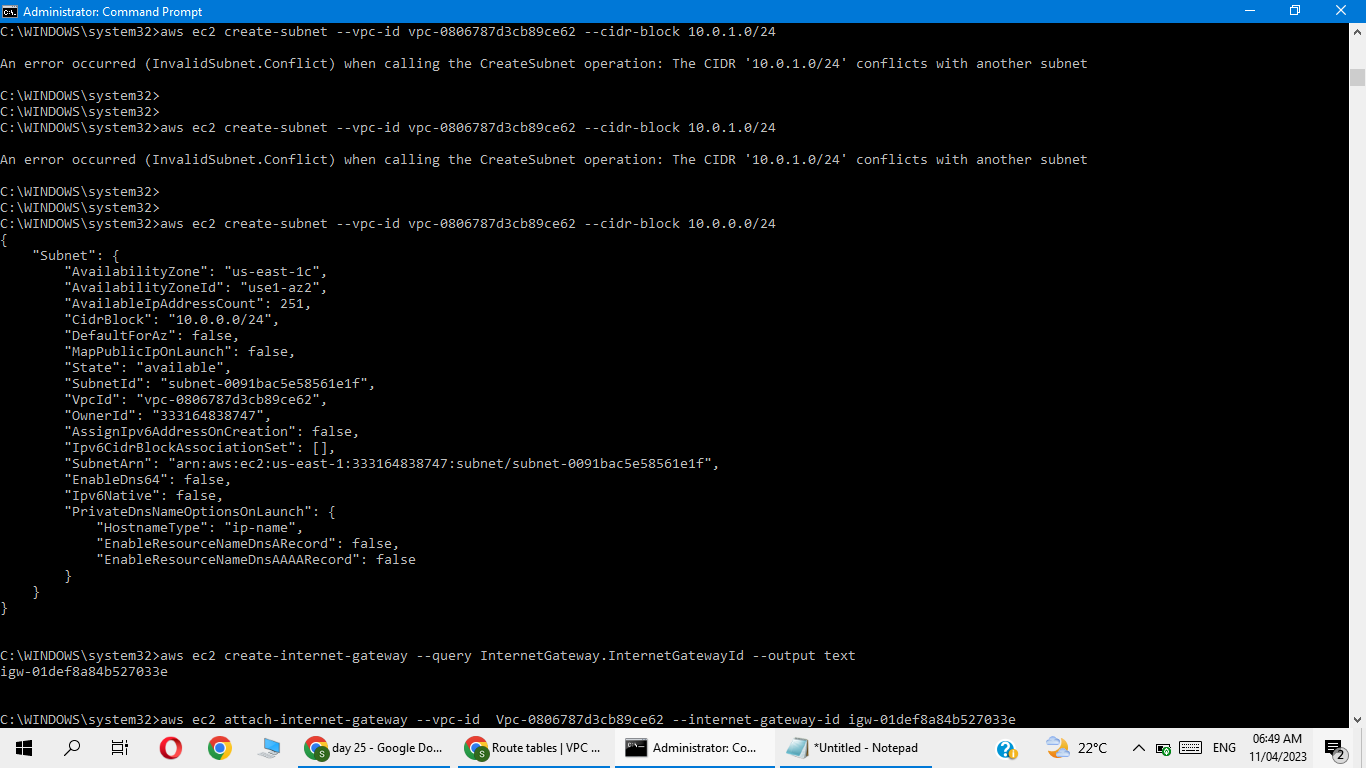 Administrator: Command Prompt
C:\WINDOWS\system32>aws ec2 create-subnet --vpc-id vpc-0806787d3cb89ce62 --cidr-block 10.0.1.0/24
An error occurred (InvalidSubnet.Conflict) when calling the CreateSubnet operation: The CIDR '10.0.1.0/24' conflicts with another subnet
C:\WINDOWS\system32>
C:\WINDOWS\system32>
C:\WINDOWS\system32>aws ec2 create-subnet --vpc-id vpc-0806787d3cb89ce62 --cidr-block 10.0.1.0/24
An error occurred (InvalidSubnet.Conflict) when calling the CreateSubnet operation: The CIDR '10.0.1.0/24' conflicts with another subnet
C:\WINDOWS\system32>
C:\WINDOWS\system32>
C:\WINDOWS\system32>aws ec2 create-subnet --vpc-id vpc-0806787d3cb89ce62 --cidr-block 10.0.0.0/24
{
    "Subnet": {
        "AvailabilityZone": "us-east-1c",
        "AvailabilityZoneId": "use1-az2",
        "AvailableIpAddressCount": 251,
        "CidrBlock": "10.0.0.0/24",
        "DefaultForAz": false,
        "MapPublicIpOnLaunch": false,
        "State": "available",
        "SubnetId": "subnet-0091bac5e58561e1f",
        "VpcId": "vpc-0806787d3cb89ce62",
        "OwnerId": "333164838747",
        "AssignIpv6AddressOnCreation": false,
        "Ipv6CidrBlockAssociationSet": [],
        "SubnetArn": "arn:aws:ec2:us-east-1:333164838747:subnet/subnet-0091bac5e58561e1f",
        "EnableDns64": false,
        "Ipv6Native": false,
        "PrivateDnsNameOptionsOnLaunch": {
            "HostnameType": "ip-name",
            "EnableResourceNameDnsARecord": false,
            "EnableResourceNameDnsAAAARecord": false
        }
    }
}
C:\WINDOWS\system32>aws ec2 create-internet-gateway --query InternetGateway.InternetGatewayId --output text
igw-01def8a84b527033e
C:\WINDOWS\system32>aws ec2 attach-internet-gateway --vpc-id  Vpc-0806787d3cb89ce62 --internet-gateway-id igw-01def8a84b527033e
day 25 - Google Do...
Route tables | VPC ...
Administrator: Co...
*Untitled - Notepad
22°C
ENG
06:49 AM
11/04/2023
2